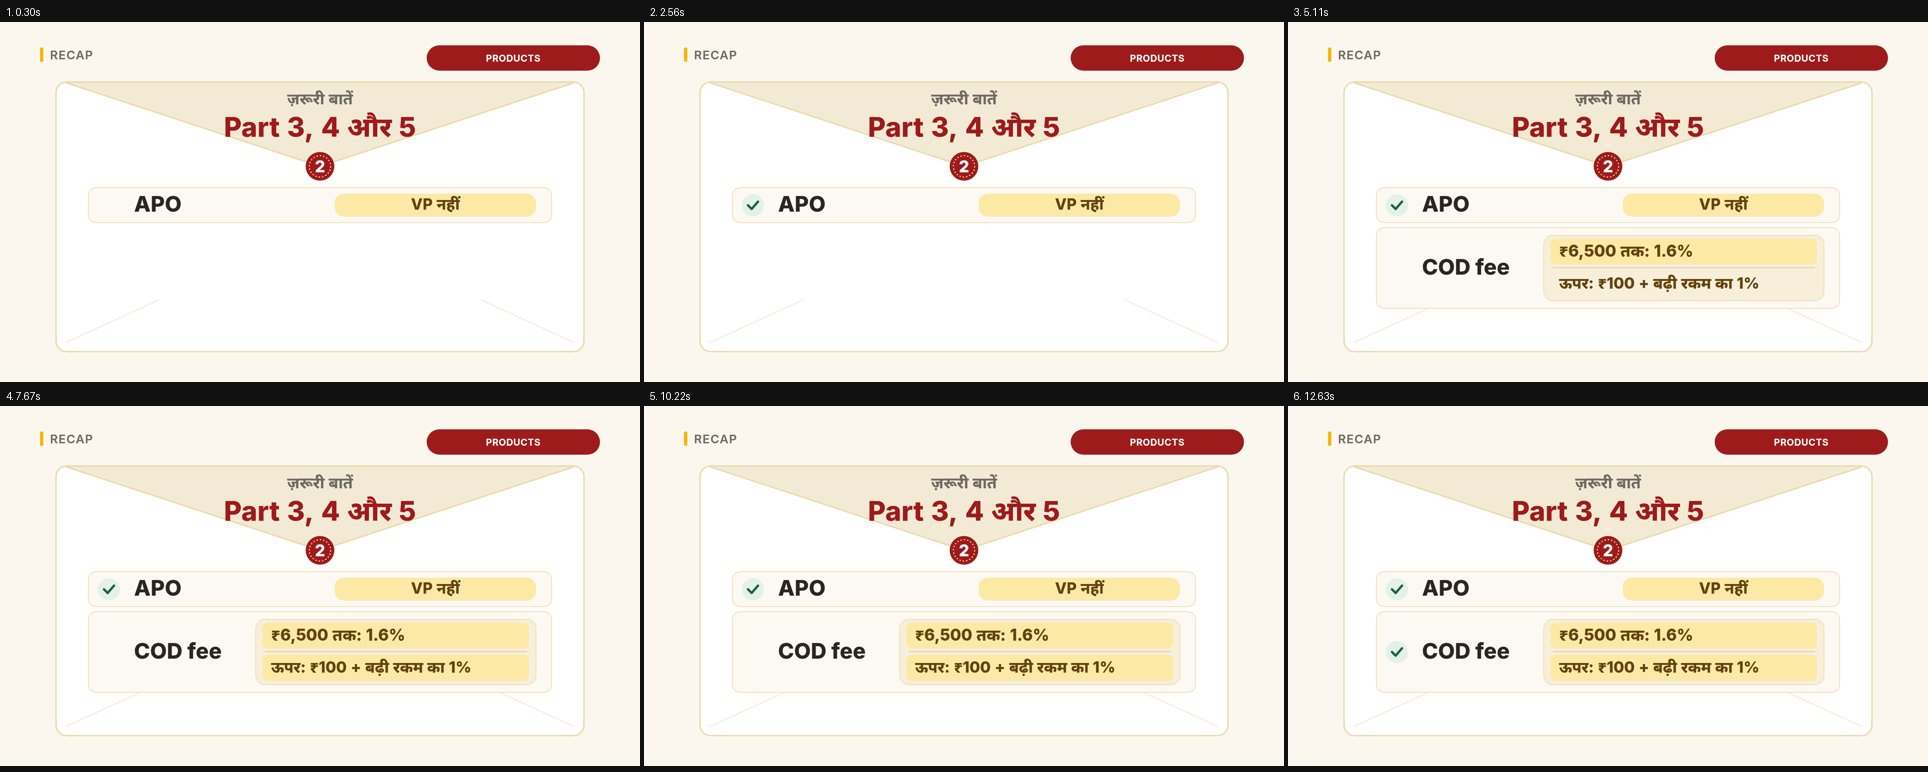 1. 0.30s
RECAP
PRODUCTS
ज़रूरी बातें
Part 3, 4 और 5
2
APO
VP नहीं
2. 2.56s
RECAP
PRODUCTS
ज़रूरी बातें
Part 3, 4 और 5
2
APO
VP नहीं
3. 5.11s
RECAP
PRODUCTS
ज़रूरी बातें
Part 3, 4 और 5
2
APO
VP नहीं
COD fee
₹6,500 तक: 1.6%
ऊपर: ₹100 + बढ़ी रकम का 1%
4. 7.67s
RECAP
PRODUCTS
ज़रूरी बातें
Part 3, 4 और 5
2
APO
VP नहीं
COD fee
₹6,500 तक: 1.6%
ऊपर: ₹100 + बढ़ी रकम का 1%
5. 10.22s
RECAP
PRODUCTS
ज़रूरी बातें
Part 3, 4 और 5
2
APO
VP नहीं
COD fee
₹6,500 तक: 1.6%
ऊपर: ₹100 + बढ़ी रकम का 1%
6. 12.63s
RECAP
PRODUCTS
ज़रूरी बातें
Part 3, 4 और 5
2
APO
VP नहीं
COD fee
₹6,500 तक: 1.6%
ऊपर: ₹100 + बढ़ी रकम का 1%